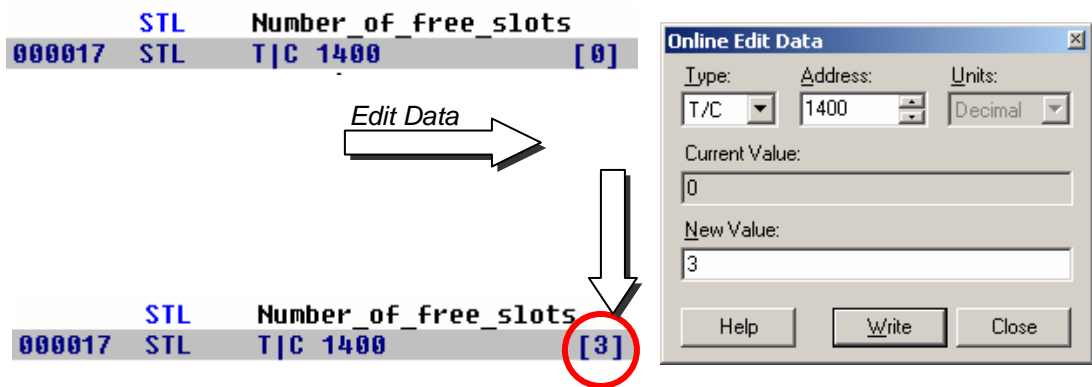 STL Number_of_free_slots
000017 STL T|C 1400 [0]
Edit Data
STL Number_of_free_slots
000017 STL T|C 1400 [3]
Online Edit Data
Type: Address: Units:
T/C 1400 Decimal
Current Value:
0
New Value:
3
Help Write Close